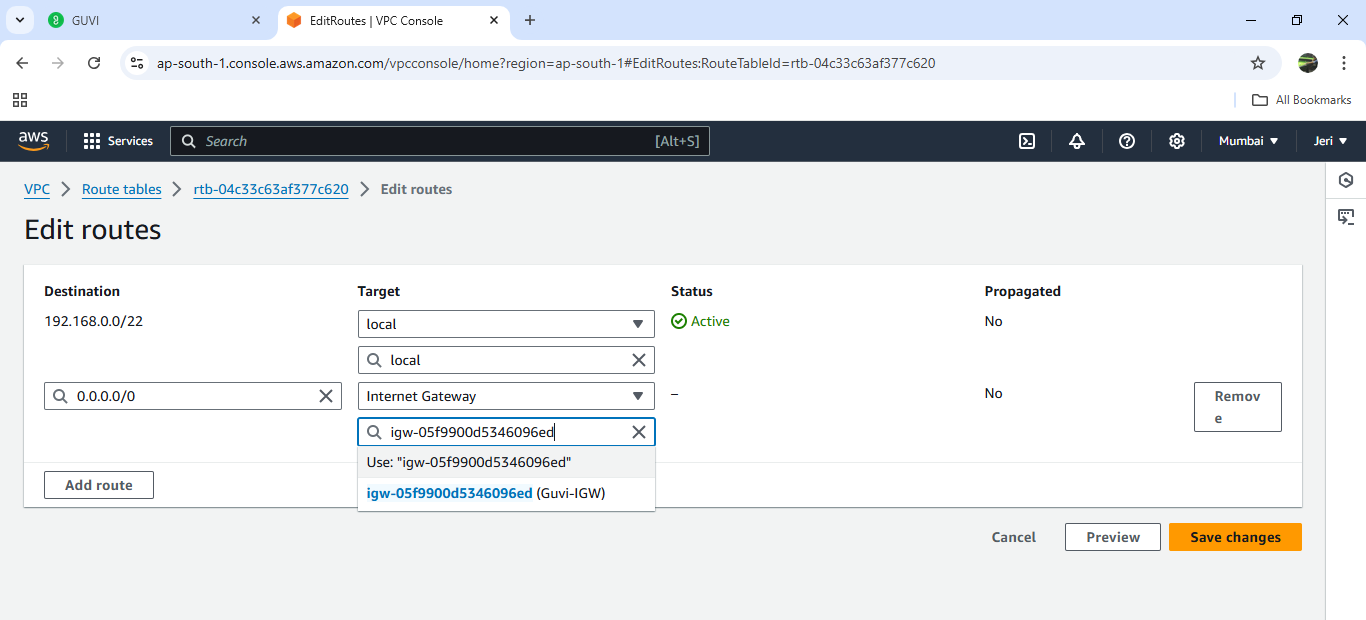 GUVI
EditRoutes | VPC Console
ap-south-1.console.aws.amazon.com/vpcconsole/home?region=ap-south-1#EditRoutes:RouteTableId=rtb-04c33c63af377c620
All Bookmarks
aws Services Search [Alt+S] Mumbai Jeri
VPC Route tables rtb-04c33c63af377c620 Edit routes
Edit routes
Destination Target Status Propagated
192.168.0.0/22 local Active No
local
0.0.0.0/0 Internet Gateway – No Remov
e
igw-05f9900d5346096ed
Use: "igw-05f9900d5346096ed"
Add route
igw-05f9900d5346096ed (Guvi-IGW)
Cancel Preview Save changes